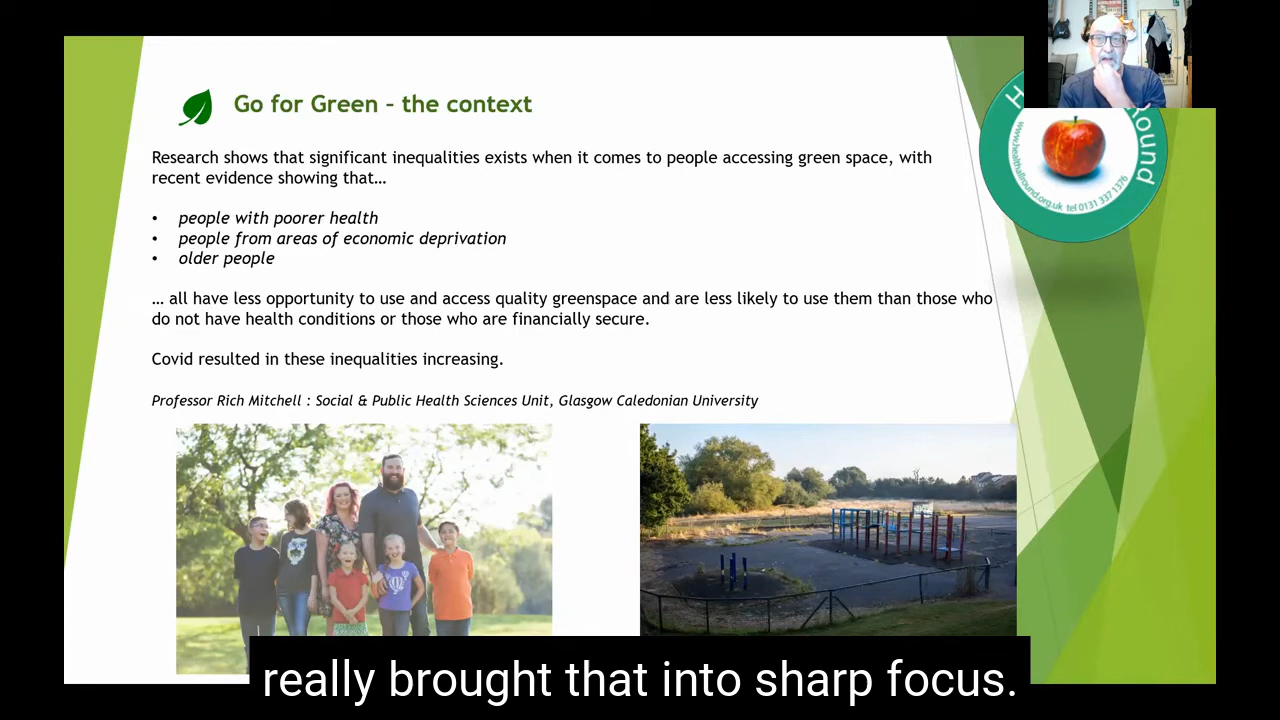 Go for Green – the context
Research shows that significant inequalities exists when it comes to people accessing green space, with
recent evidence showing that…
• people with poorer health
• people from areas of economic deprivation
• older people
… all have less opportunity to use and access quality greenspace and are less likely to use them than those who
do not have health conditions or those who are financially secure.
Covid resulted in these inequalities increasing.
Professor Rich Mitchell : Social & Public Health Sciences Unit, Glasgow Caledonian University
H
Round
www.healthallround.org.uk tel 0131 337 1376
really brought that into sharp focus.